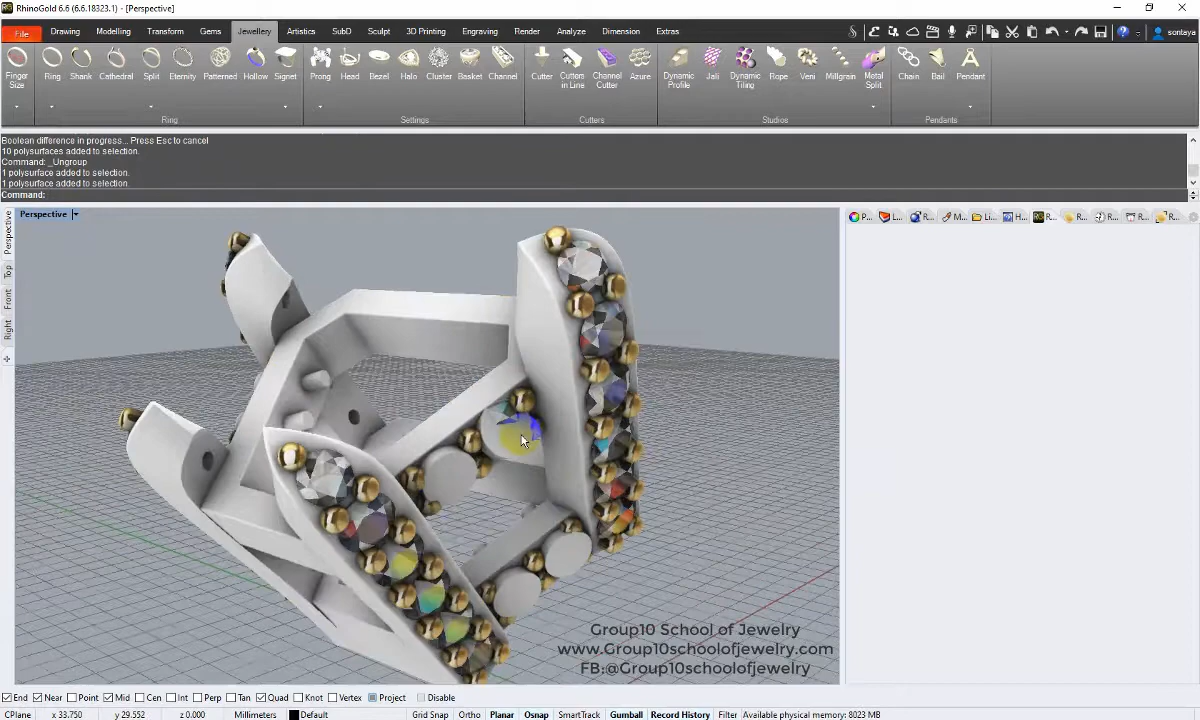 RhinoGold 6.6 (6.6.18323.1) - [Perspective]
File Drawing Modelling Transform Gems Jewellery Artistics SubD Sculpt 3D Printing Engraving Render Analyze Dimension Extras sontaya
Finger Size Ring Shank Cathedral Split Eternity Patterned Hollow Signet Prong Head Bezel Halo Cluster Basket Channel Cutter Cutters in Line Channel Cutter Azure Dynamic Profile Jali Dynamic Tiling Rope Veni Millgrain Metal Split Chain Bail Pendant
Ring Settings Cutters Studios Pendants
Boolean difference in progress... Press Esc to cancel
10 polysurfaces added to selection.
Command: _Ungroup
1 polysurface added to selection.
1 polysurface added to selection.
Command:
Perspective
P... L... R... M... Li... H... R... R... R... R... R...
Perspective
Top
Front
Right
Group10 School of Jewelry
www.Group10schoolofjewelry.com
FB:@Group10schoolofjewelry
End Near Point Mid Cen Int Perp Tan Quad Knot Vertex Project Disable
CPlane x 33.750 y 29.552 z 0.000 Millimeters Default Grid Snap Ortho Planar Osnap SmartTrack Gumball Record History Filter Available physical memory: 8023 MB